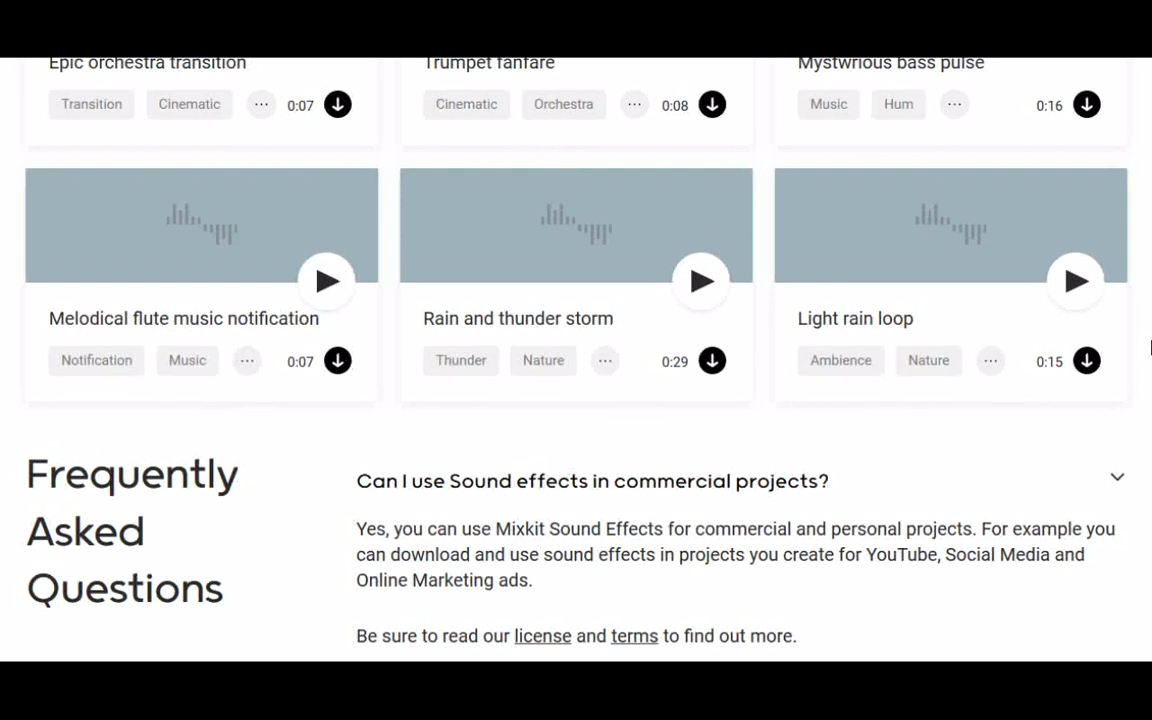 Epic orchestra transition
Trumpet fanfare
Mystwrious bass pulse
Transition Cinematic ... 0:07
Cinematic Orchestra ... 0:08
Music Hum ... 0:16
Melodical flute music notification
Rain and thunder storm
Light rain loop
Notification Music ... 0:07
Thunder Nature ... 0:29
Ambience Nature ... 0:15
Frequently
Asked
Questions
Can I use Sound effects in commercial projects?
Yes, you can use Mixkit Sound Effects for commercial and personal projects. For example you
can download and use sound effects in projects you create for YouTube, Social Media and
Online Marketing ads.
Be sure to read our license and terms to find out more.